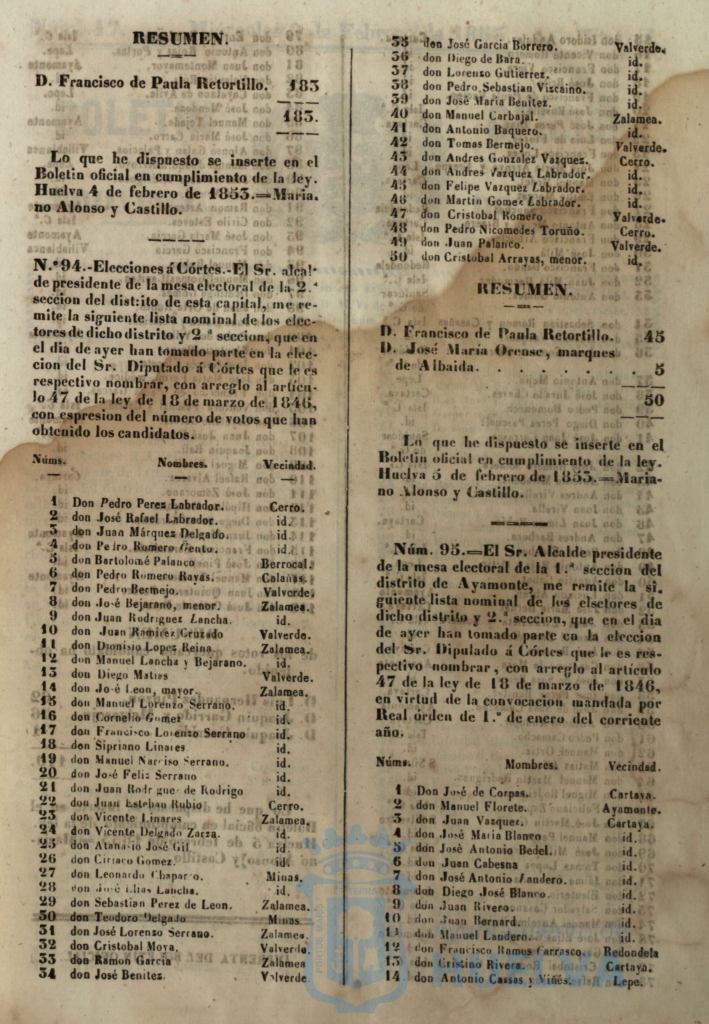 RESUMEN.
D. Francisco de Paula Retortillo. 183
183.
Lo que he dispuesto se inserte en el
Boletin oficial en cumplimiento de la ley.
Huelva 4 de febrero de 1853.=Maria.
no Alonso y Castillo.
N.º 94.-Elecciones á Córtes.-El Sr. alcal-
de presidente de la mesa electoral de la 2.ª
seccion del distrito de esta capital, me re-
mite la siguiente lista nominal de los elec-
tores de dicho distrito y 2.ª seccion, que en
el dia de ayer han tomado parte en la elec-
cion del Sr. Diputado á Córtes que le es
respectivo nombrar, con arreglo al artícu-
lo 47 de la ley de 18 de marzo de 1846,
con espresion del número de votos que han
obtenido los candidatos.
Núms. Nombres. Vecindad.
1 Don Pedro Perez Labrador. Cerro.
2 don José Rafael Labrador. id.
3 don Juan Márquez Delgado. id.
4 don Pedro Romero Gento. id.
5 don Bartolomé Palanco Berrocal.
6 don Pedro Romero Rayas. Calañas.
7 don Pedro Bermejo. Valverde.
8 don José Bejarano, menor. Zalamea.
9 don Juan Rodriguez Lancha. id.
10 don Juan Ramirez Cruzado Valverde.
11 don Dionisio Lopez Reina. Zalamea.
12 don Manuel Lancha y Bejarano. id.
13 don Diego Matias Valverde.
14 don José Leon, mayor. Zalamea.
15 don Manuel Lorenzo Serrano. id.
16 don Cornelio Gomez id.
17 don Francisco Lorenzo Serrano id.
18 don Sipriano Linares id.
19 don Manuel Narciso Serrano. id.
20 don José Feliz Serrano id.
21 don Juan Rodriguez de Rodrigo id.
22 don Juan Esteban Rubio Cerro.
23 don Vicente Linares Zalamea.
24 don Vicente Delgado Zarza. id.
25 don Atanasio José Gil. id.
26 don Ciriaco Gomez. id.
27 don Leonardo Chaparro. Minas.
28 don José Elias Lancha. id.
29 don Sebastian Perez de Leon. Zalamea.
30 don Teodoro Delgado Minas
31 don José Lorenzo Serrano. Zalamea.
32 don Cristobal Moya. Valverde.
33 don Ramon Garcia Zalamea
34 don José Benitez. Valverde
35 don José Garcia Borrero. Valverde.
36 don Diego de Bara. id.
37 don Lorenzo Gutierrez. id.
38 don Pedro Sebastian Vizcaino. id.
39 don José Maria Benitez. id.
40 don Manuel Carbajal. Zalamea.
41 don Antonio Baquero. id.
42 don Tomas Bermejo. Valverde.
43 don Andres Gonzalez Vazquez. Cerro.
44 don Andres Vazquez Labrador. id.
45 don Felipe Vazquez Labrador. id.
46 don Martin Gomez Labrador. id.
47 don Cristobal Romero Valverde.
48 don Pedro Nicomedes Toruño. Cerro.
49 don Juan Palanco. Valverde.
50 don Cristobal Arrayas, menor. id.
RESUMEN.
D. Francisco de Paula Retortillo. 45
D. José Maria Orense, marques
de Albaida. . . . . . . . 5
50
Lo que he dispuesto se inserte en el
Boletin oficial en cumplimiento de la ley.
Huelva 5 de febrero de 1853.=Maria-
no Alonso y Castillo.
Núm. 95.=El Sr. Alcalde presidente
de la mesa electoral de la 1.ª seccion del
distrito de Ayamonte, me remite la si.
guiente lista nominal de los elsctores de
dicho distrito y 2.ª seccion, que en el dia
de ayer han tomado parte en la eleccion
del Sr. Dipulado á Córtes que le es res-
pectivo nombrar, con arreglo al artículo
47 de la ley de 18 de marzo de 1846,
en virtud de la convocacion mandada por
Real órden de 1.º de enero del corriente
año.
Núms. Nombres. Vecindad.
1 Don José de Corpas. Cartaya.
2 don Manuel Florete. Ayamonte.
3 don Juan Vazquez. Cartaya.
4 don José Maria Blanco id.
5 don José Antonio Bedel. id.
6 don Juan Cabesna id.
7 don José Antonio Landero. id.
8 don Diego José Blanco. id.
9 don Juan Rivero. id.
10 don Juan Bernard. id.
11 don Manuel Landero. id.
12 don Francisco Ramus Carrasco. Redondela
13 don Cristino Rivera. Cartaya.
14 don Antonio Cassas y Viñés. Lepe.